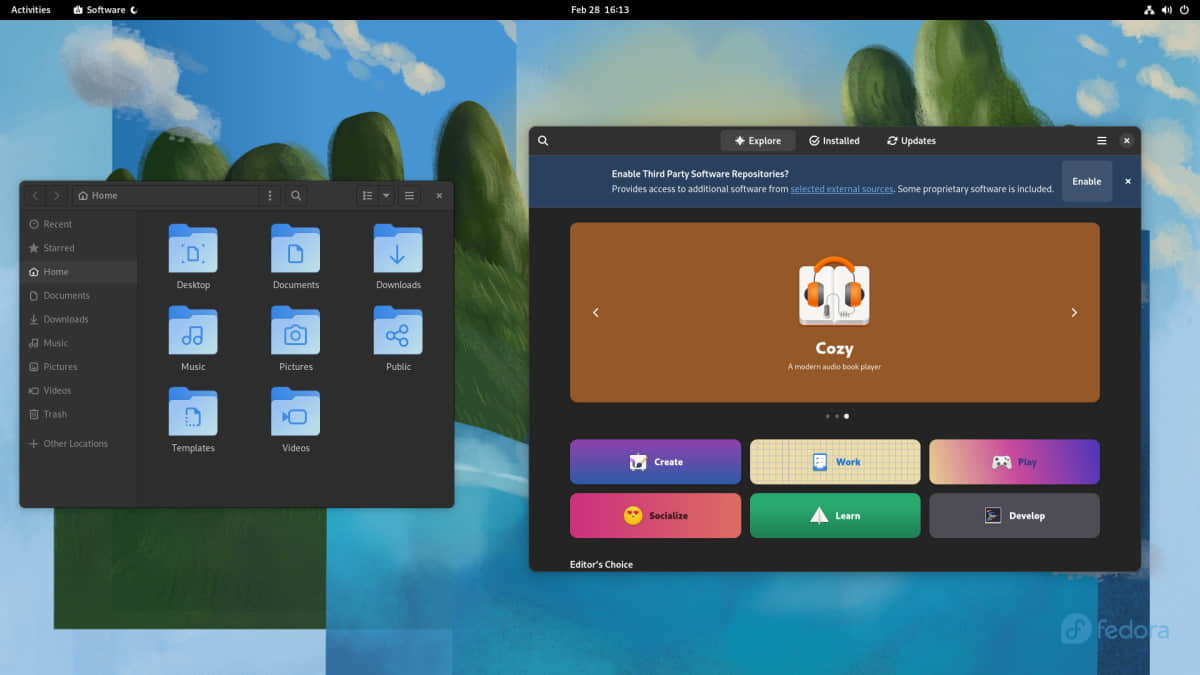 Activities
Software
Feb 28 16:13
Home
Recent
Starred
Home
Documents
Downloads
Music
Pictures
Videos
Trash
Other Locations
Desktop
Documents
Downloads
Music
Pictures
Public
Templates
Videos
Explore
Installed
Updates
Enable Third Party Software Repositories?
Provides access to additional software from selected external sources. Some proprietary software is included.
Enable
Cozy
A modern audio book player
Create
Work
Play
Socialize
Learn
Develop
Editor's Choice
fedora